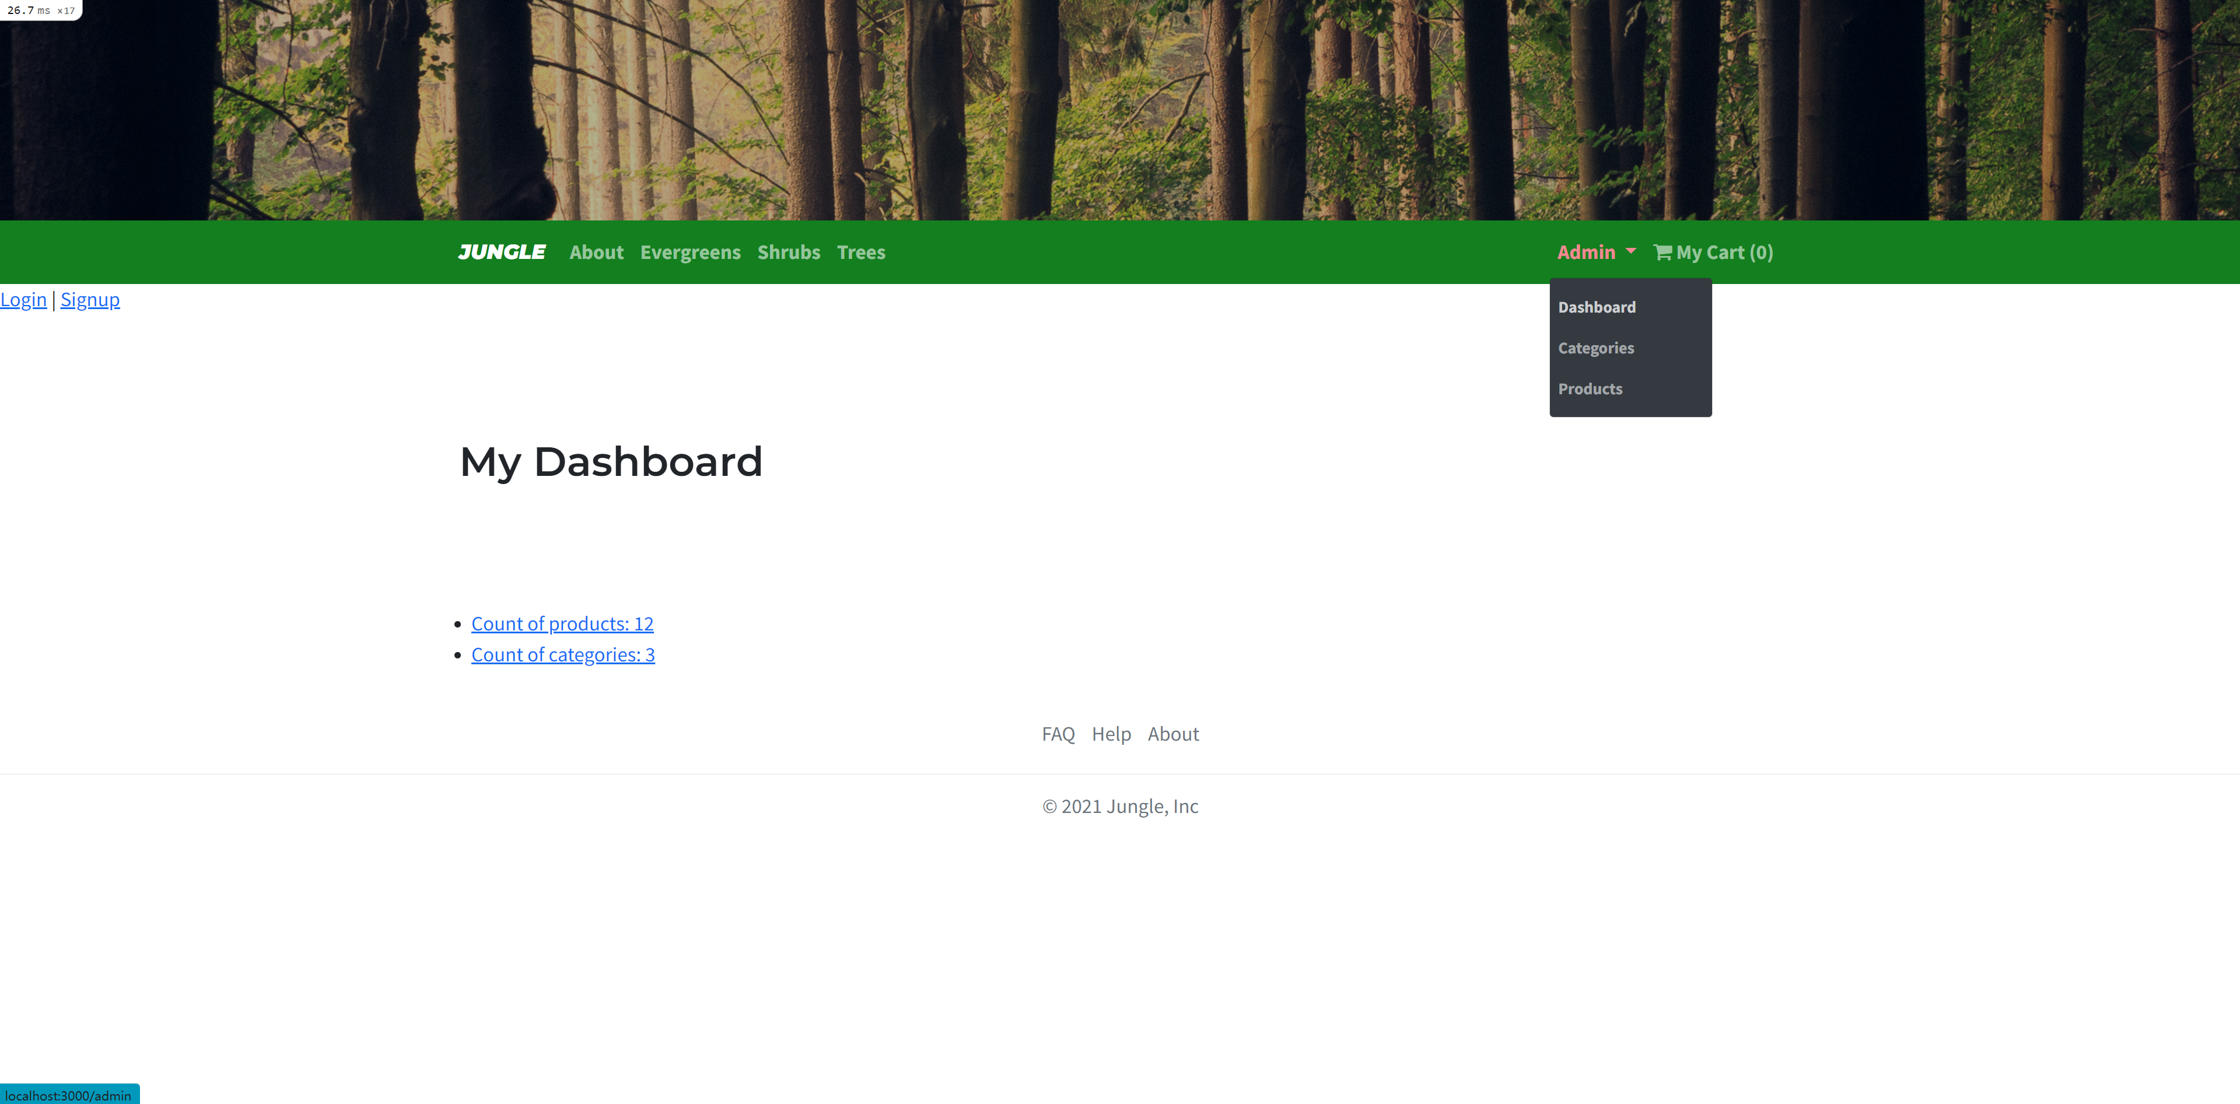 26.7 ms ×17
JUNGLE About Evergreens Shrubs Trees Admin My Cart (0)
Login | Signup
Dashboard
Categories
Products
My Dashboard
Count of products: 12
Count of categories: 3
FAQ Help About
© 2021 Jungle, Inc
localhost:3000/admin